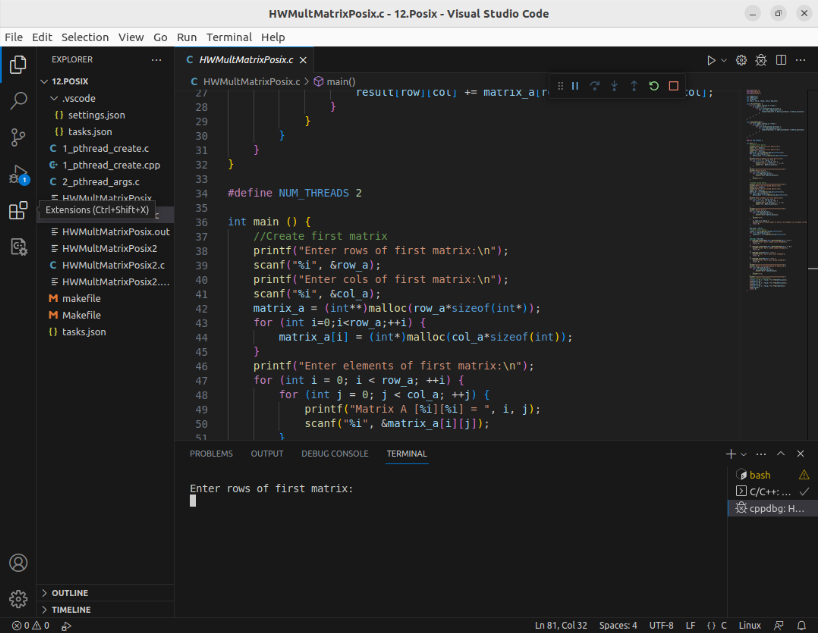 HWMultMatrixPosix.c - 12.Posix - Visual Studio Code
File Edit Selection View Go Run Terminal Help
EXPLORER
12.POSIX
.vscode
{} settings.json
{} tasks.json
C 1_pthread_create.c
C+ 1_pthread_create.cpp
C 2_pthread_args.c
HWMultMatrixPosix
Extensions (Ctrl+Shift+X)
HWMultMatrixPosix.out
HWMultMatrixPosix2
C HWMultMatrixPosix2.c
HWMultMatrixPosix2....
M makefile
M Makefile
{} tasks.json
OUTLINE
TIMELINE
1
C HWMultMatrixPosix.c
C HWMultMatrixPosix.c > main()
27 result[row][col] += matrix_a[r col];
28 }
29 }
30 }
31 }
32 }
33
34 #define NUM_THREADS 2
35
36 int main () {
37 //Create first matrix
38 printf("Enter rows of first matrix:\n");
39 scanf("%i", &row_a);
40 printf("Enter cols of first matrix:\n");
41 scanf("%i", &col_a);
42 matrix_a = (int**)malloc(row_a*sizeof(int*));
43 for (int i=0;i<row_a;++i) {
44 matrix_a[i] = (int*)malloc(col_a*sizeof(int));
45 }
46 printf("Enter elements of first matrix:\n");
47 for (int i = 0; i < row_a; ++i) {
48 for (int j = 0; j < col_a; ++j) {
49 printf("Matrix A [%i][%i] = ", i, j);
50 scanf("%i", &matrix_a[i][j]);
51 }
PROBLEMS OUTPUT DEBUG CONSOLE TERMINAL
Enter rows of first matrix:
bash
C/C++: ...
cppdbg: H...
0 0 Ln 81, Col 32 Spaces: 4 UTF-8 LF {} C Linux